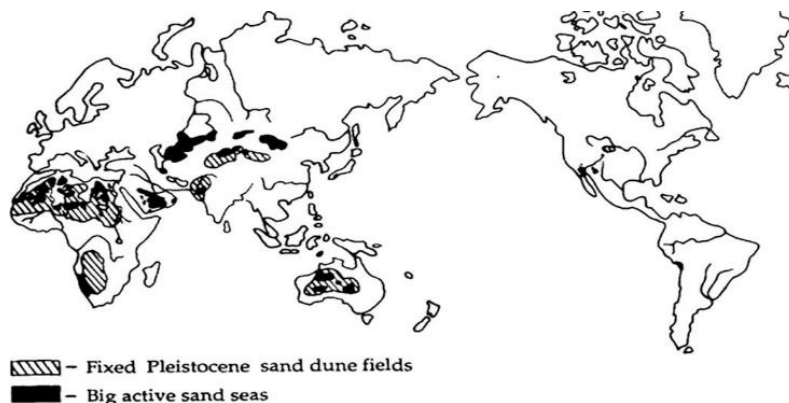 – Fixed Pleistocene sand dune fields
– Big active sand seas